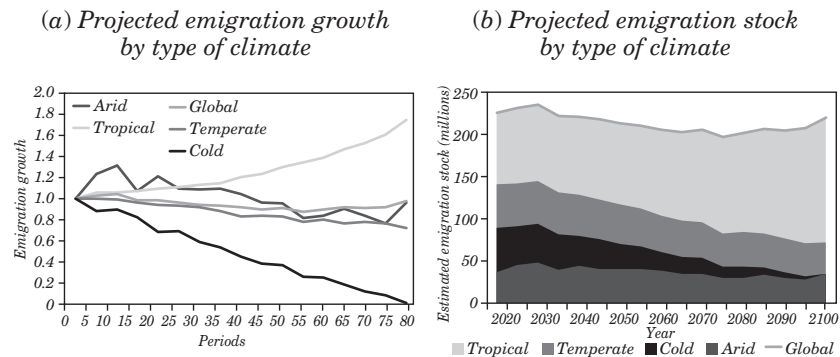 (a) Projected emigration growth
by type of climate
2.0
1.8
1.6
1.4
1.2
1.0
0.8
0.6
0.4
0.2
0
Emigration growth
Arid
Tropical
Global
Temperate
Cold
0 5 10 15 20 25 30 35 40 45 50 55 60 65 75 80
Periods
(b) Projected emigration stock
by type of climate
250
200
150
100
50
0
Estimated emigration stock (millions)
2020 2030 2040 2050 2060 2070 2080 2090 2100
Year
Tropical Temperate Cold Arid Global